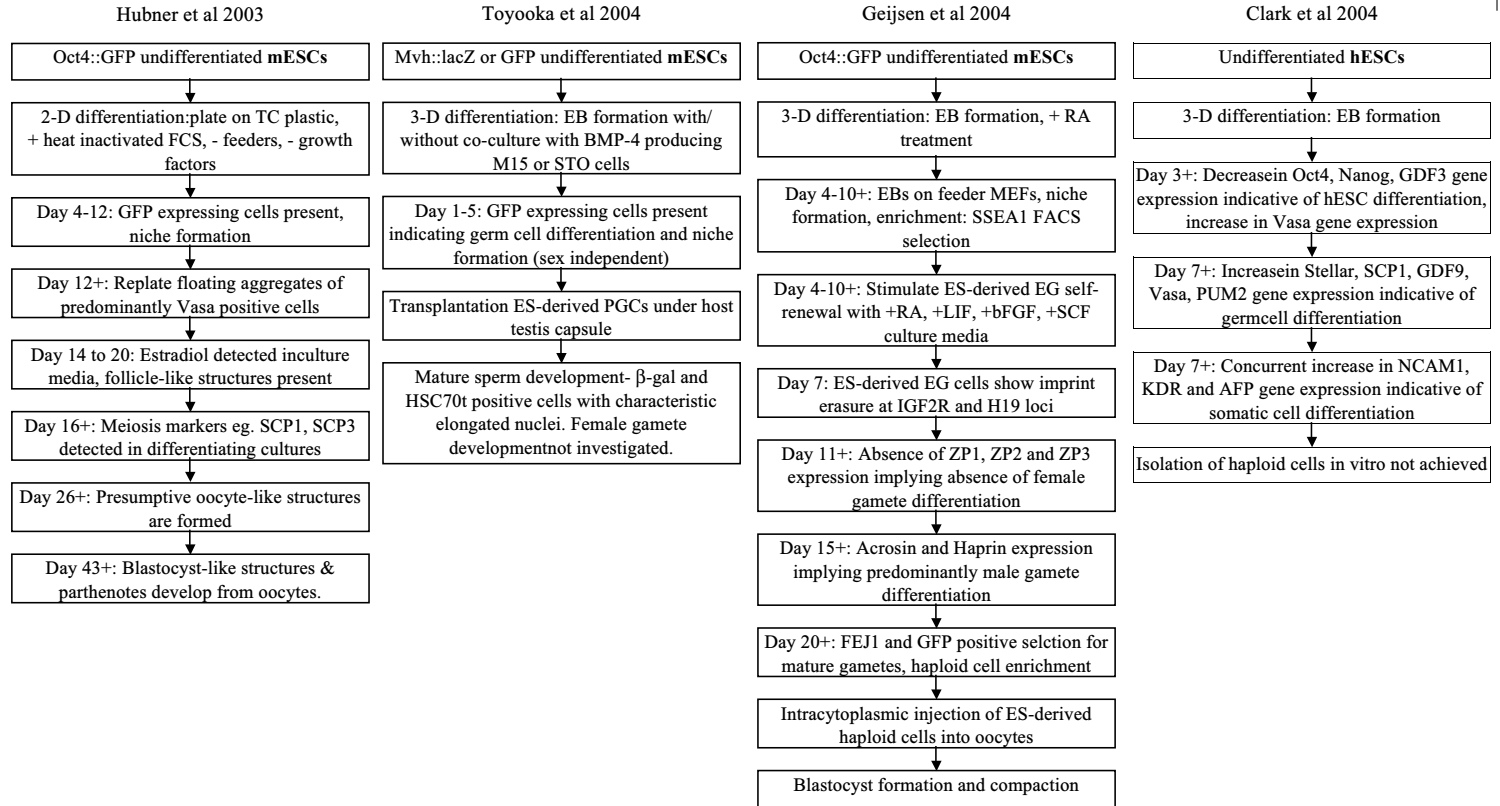 Hubner et al 2003
Oct4::GFP undifferentiated mESCs
2-D differentiation:plate on TC plastic,
+ heat inactivated FCS, - feeders, - growth
factors
Day 4-12: GFP expressing cells present,
niche formation
Day 12+: Replate floating aggregates of
predominantly Vasa positive cells
Day 14 to 20: Estradiol detected inculture
media, follicle-like structures present
Day 16+: Meiosis markers eg. SCP1, SCP3
detected in differentiating cultures
Day 26+: Presumptive oocyte-like structures
are formed
Day 43+: Blastocyst-like structures &
parthenotes develop from oocytes.
Toyooka et al 2004
Mvh::lacZ or GFP undifferentiated mESCs
3-D differentiation: EB formation with/
without co-culture with BMP-4 producing
M15 or STO cells
Day 1-5: GFP expressing cells present
indicating germ cell differentiation and niche
formation (sex independent)
Transplantation ES-derived PGCs under host
testis capsule
Mature sperm development- β-gal and
HSC70t positive cells with characteristic
elongated nuclei. Female gamete
developmentnot investigated.
Geijsen et al 2004
Oct4::GFP undifferentiated mESCs
3-D differentiation: EB formation, + RA
treatment
Day 4-10+: EBs on feeder MEFs, niche
formation, enrichment: SSEA1 FACS
selection
Day 4-10+: Stimulate ES-derived EG self-
renewal with +RA, +LIF, +bFGF, +SCF
culture media
Day 7: ES-derived EG cells show imprint
erasure at IGF2R and H19 loci
Day 11+: Absence of ZP1, ZP2 and ZP3
expression implying absence of female
gamete differentiation
Day 15+: Acrosin and Haprin expression
implying predominantly male gamete
differentiation
Day 20+: FEJ1 and GFP positive selction for
mature gametes, haploid cell enrichment
Intracytoplasmic injection of ES-derived
haploid cells into oocytes
Blastocyst formation and compaction
Clark et al 2004
Undifferentiated hESCs
3-D differentiation: EB formation
Day 3+: Decreasein Oct4, Nanog, GDF3 gene
expression indicative of hESC differentiation,
increase in Vasa gene expression
Day 7+: Increasein Stellar, SCP1, GDF9,
Vasa, PUM2 gene expression indicative of
germcell differentiation
Day 7+: Concurrent increase in NCAM1,
KDR and AFP gene expression indicative of
somatic cell differentiation
Isolation of haploid cells in vitro not achieved